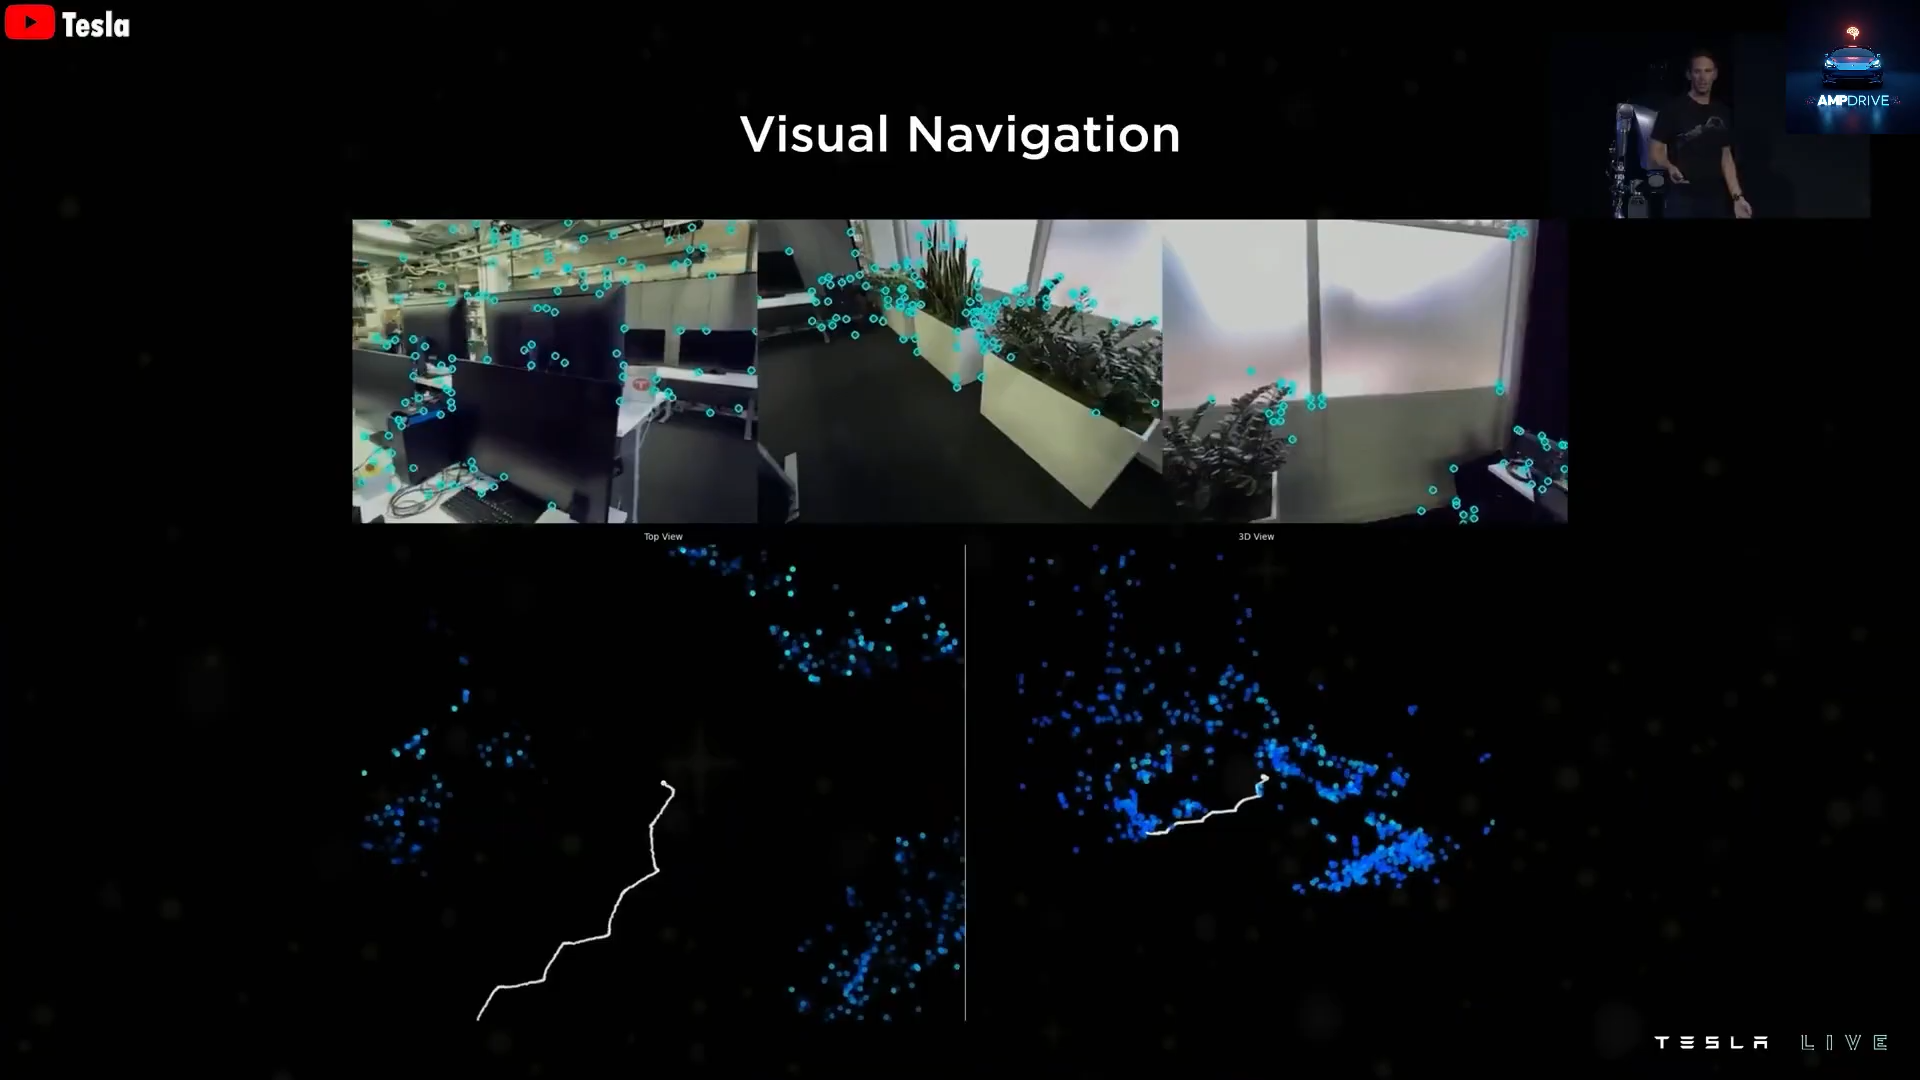 Tesla
AMPDRIVE
Visual Navigation
Top View
3D View
TESLA LIVE